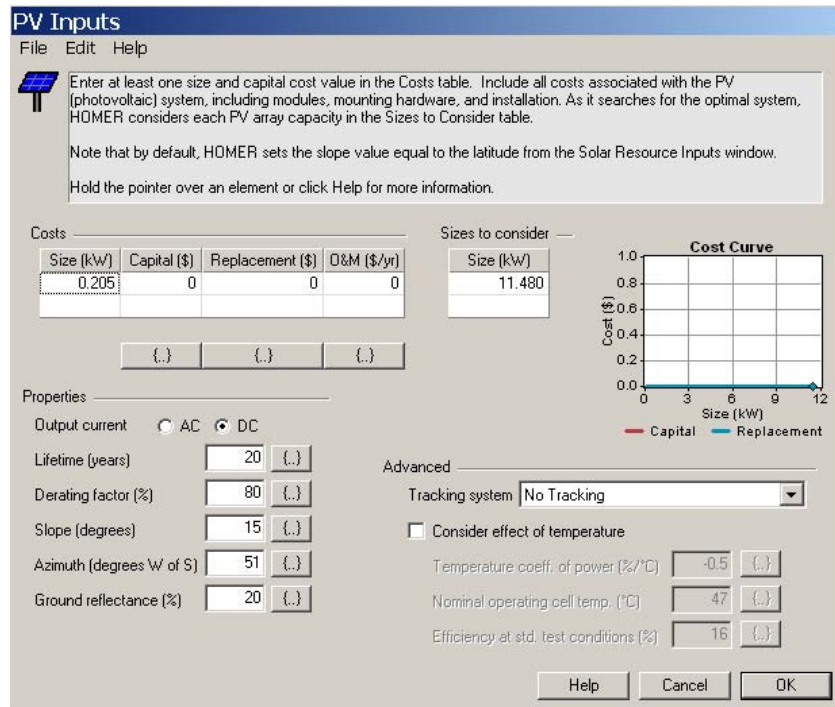 PV Inputs
File Edit Help
Enter at least one size and capital cost value in the Costs table. Include all costs associated with the PV
(photovoltaic) system, including modules, mounting hardware, and installation. As it searches for the optimal system,
HOMER considers each PV array capacity in the Sizes to Consider table.
Note that by default, HOMER sets the slope value equal to the latitude from the Solar Resource Inputs window.
Hold the pointer over an element or click Help for more information.
Costs
Size (kW) Capital ($) Replacement ($) O&M ($/yr)
0.205 0 0 0
{..} {..} {..}
Sizes to consider
Size (kW)
11.480
Cost Curve
Cost ($)
1.0
0.8
0.6
0.4
0.2
0.0
0 3 6 9 12
Size (kW)
Capital Replacement
Properties
Output current AC DC
Lifetime (years) 20 {..}
Derating factor (%) 80 {..}
Slope (degrees) 15 {..}
Azimuth (degrees W of S) 51 {..}
Ground reflectance (%) 20 {..}
Advanced
Tracking system No Tracking
Consider effect of temperature
Temperature coeff. of power (%/°C) -0.5 {..}
Nominal operating cell temp. (°C) 47 {..}
Efficiency at std. test conditions (%) 16 {..}
Help Cancel OK